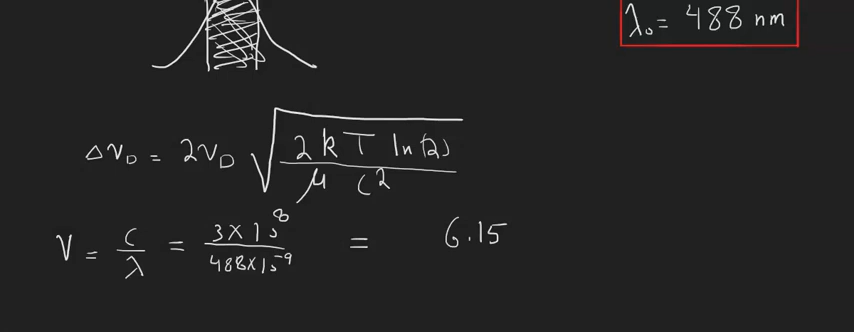 λ₀ = 488 nm
Δν_D = 2ν_D √(2kT ln(2) / μ c²)
ν = c/λ = 3×10⁸ / 488×10⁻⁹ = 6.15